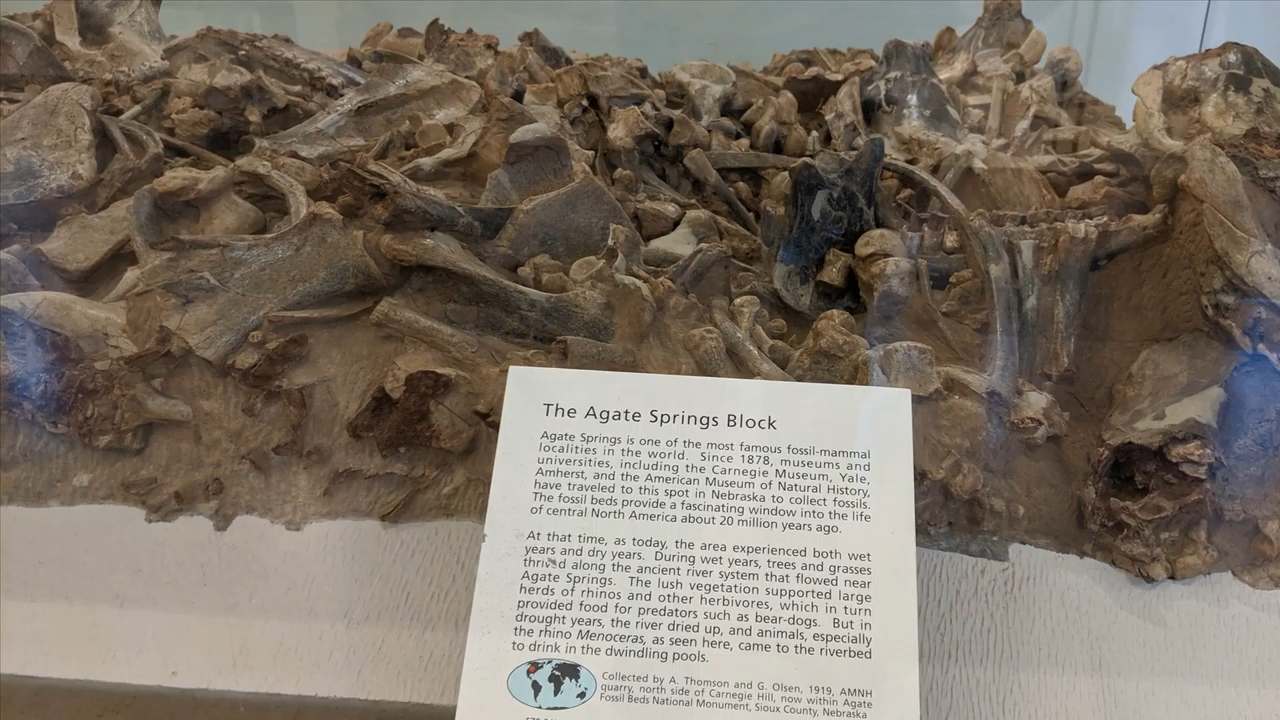 The Agate Springs Block
Agate Springs is one of the most famous fossil-mammal
localities in the world. Since 1878, museums and
universities, including the Carnegie Museum, Yale,
Amherst, and the American Museum of Natural History,
have traveled to this spot in Nebraska to collect fossils.
The fossil beds provide a fascinating window into the life
of central North America about 20 million years ago.
At that time, as today, the area experienced both wet
years and dry years. During wet years, trees and grasses
thrived along the ancient river system that flowed near
Agate Springs. The lush vegetation supported large
herds of rhinos and other herbivores, which in turn
provided food for predators such as bear-dogs. But in
drought years, the river dried up, and animals, especially
the rhino Menoceras, as seen here, came to the riverbed
to drink in the dwindling pools.
Collected by A. Thomson and G. Olsen, 1919, AMNH
quarry, north side of Carnegie Hill, now within Agate
Fossil Beds National Monument, Sioux County, Nebraska